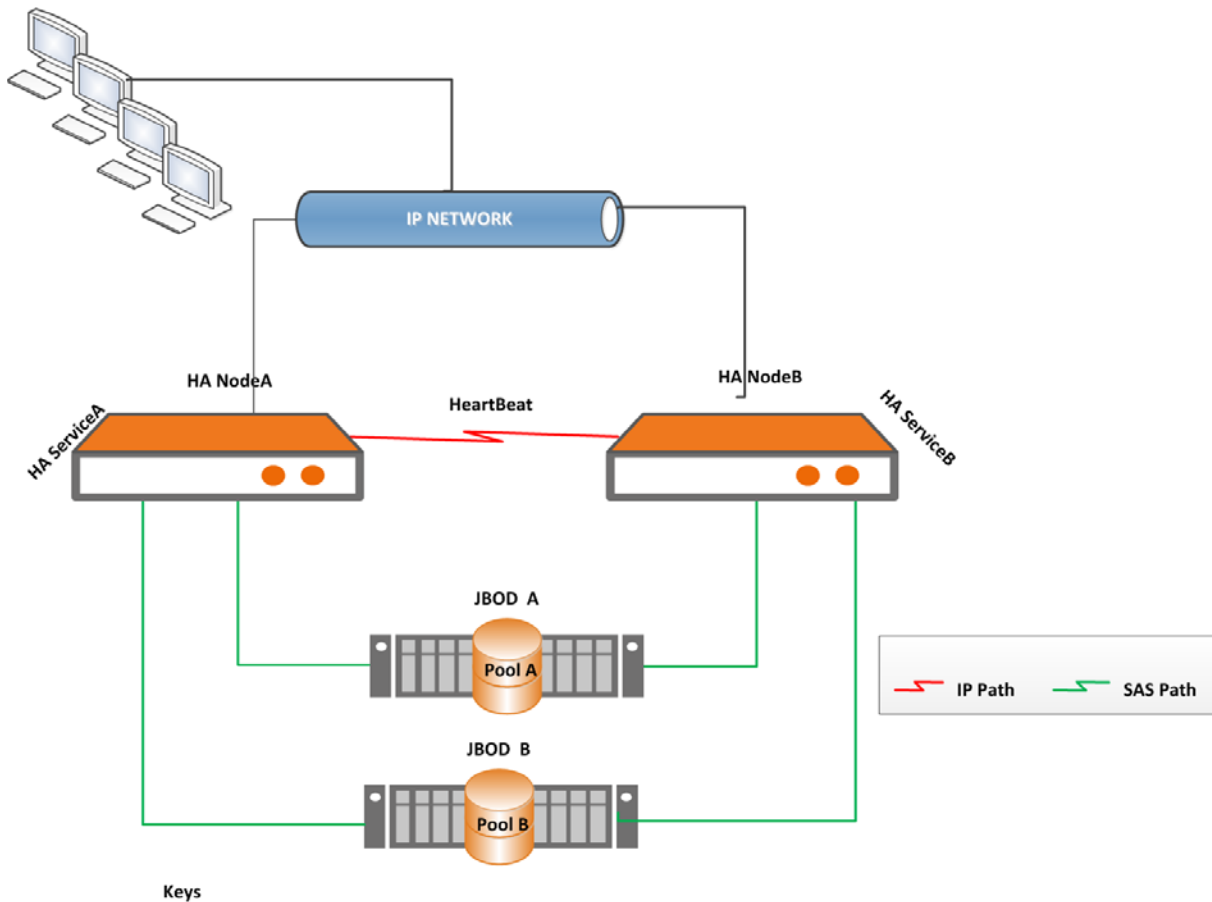 IP NETWORK
HA NodeA
HA NodeB
HeartBeat
HA ServiceA
HA ServiceB
JBOD A
Pool A
IP Path
SAS Path
JBOD B
Pool B
Keys